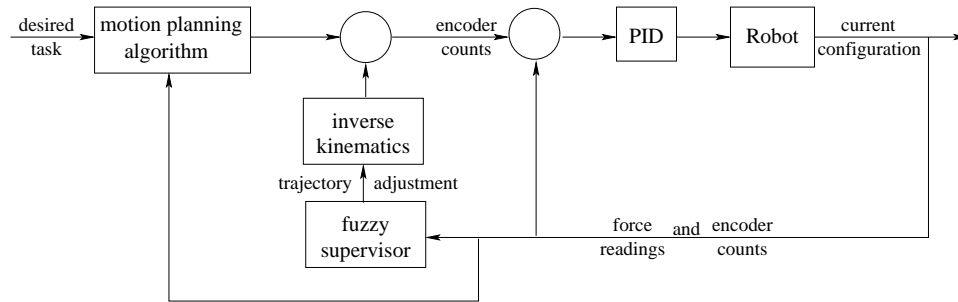 desired
task
motion planning
algorithm
encoder
counts
PID
Robot
current
configuration
inverse
kinematics
trajectory adjustment
fuzzy
supervisor
force and encoder
readings counts